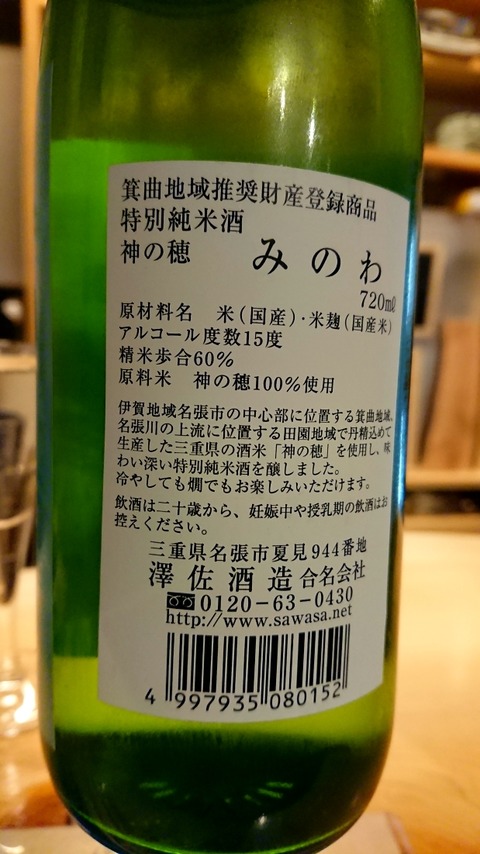 箕曲地域推奨財産登録商品
特別純米酒
神の穂 みのわ
720mℓ
原材料名 米(国産)・米麹(国産米)
アルコール度数15度
精米歩合60%
原料米 神の穂100%使用
伊賀地域名張市の中心部に位置する箕曲地域、
名張川の上流に位置する田園地域で丹精込めて
生産した三重県の酒米「神の穂」を使用し、味
わい深い特別純米酒を醸しました。
冷やしても燗でもお楽しみいただけます。
飲酒は二十歳から、妊娠中や授乳期の飲酒はお
控えください。
三重県名張市夏見944番地
澤佐酒造合名会社
0120-63-0430
http://www.sawasa.net
4 997935 080152